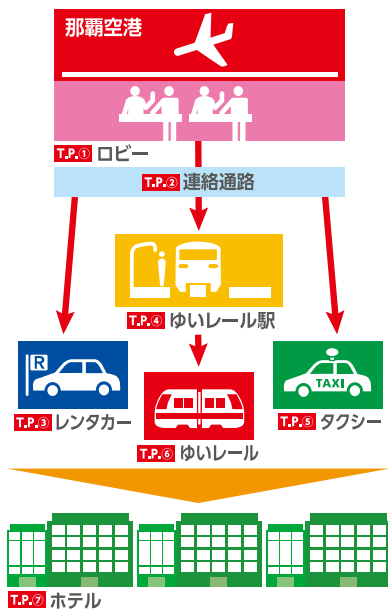 那覇空港
T.P.① ロビー
T.P.② 連絡通路
T.P.④ ゆいレール駅
R
TAXI
T.P.③ レンタカー
T.P.⑤ タクシー
T.P.⑥ ゆいレール
T.P.⑦ ホテル